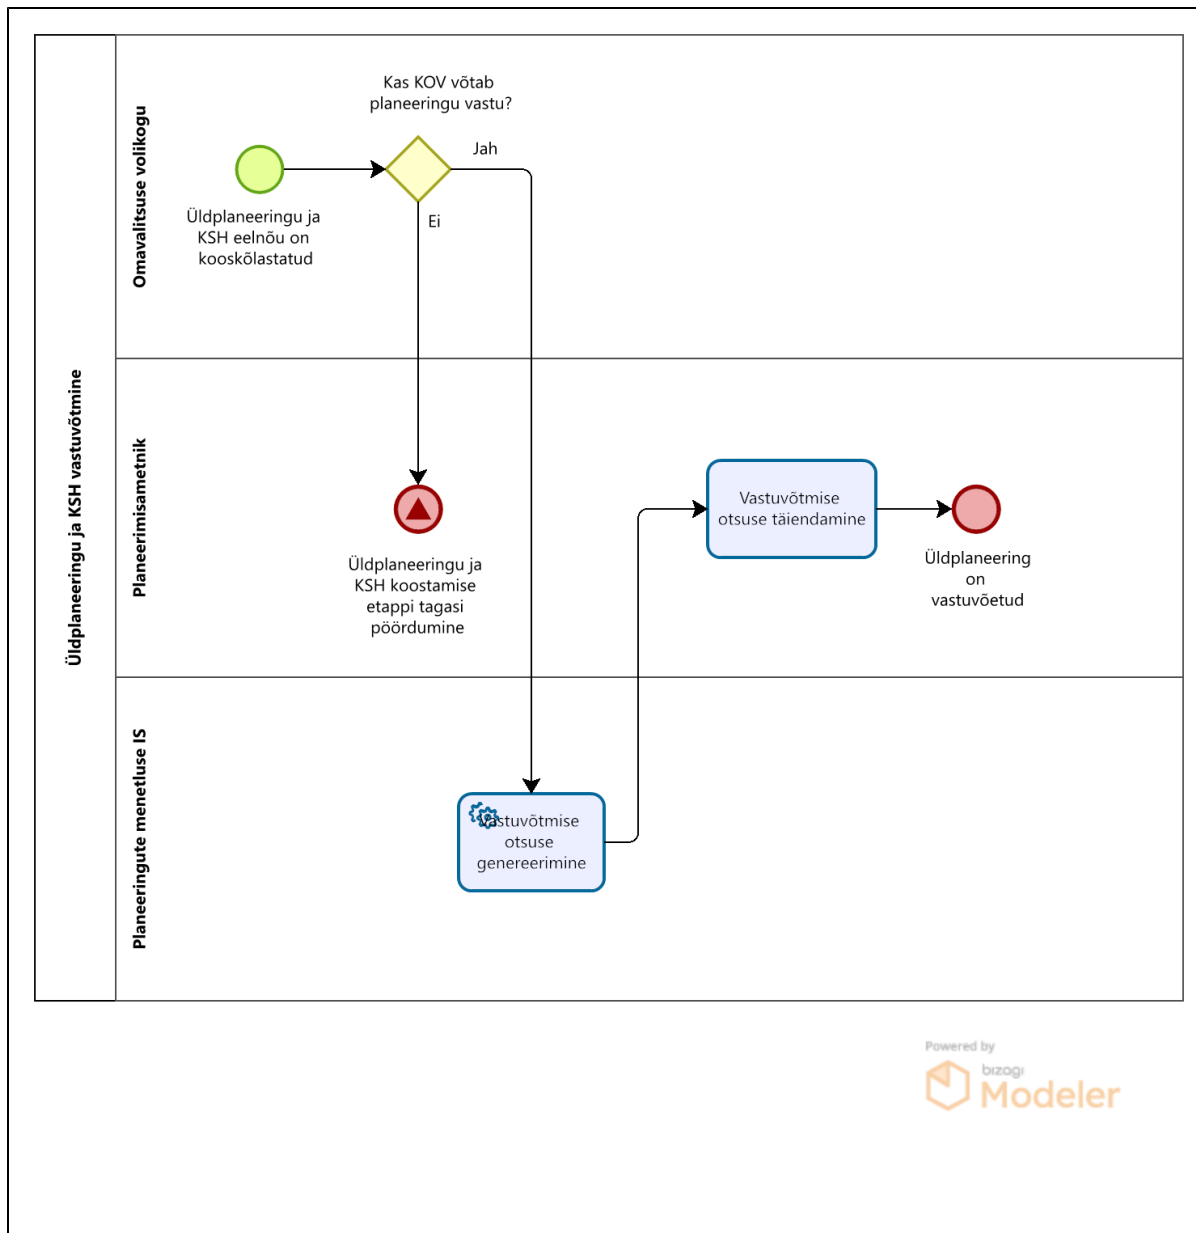 Üldplaneeringu ja KSH vastuvõtmine
Omavalitsuse volikogu
Kas KOV võtab
planeeringu vastu?
Jah
Ei
Üldplaneeringu ja
KSH eelnõu on
kooskõlastatud
Planeerimisametnik
Üldplaneeringu ja
KSH koostamise
etappi tagasi
pöördumine
Vastuvõtmise
otsuse täiendamine
Üldplaneering
on
vastuvõetud
Planeeringute menetluse IS
Vastuvõtmise
otsuse
genereerimine
Powered by
bizagi
Modeler